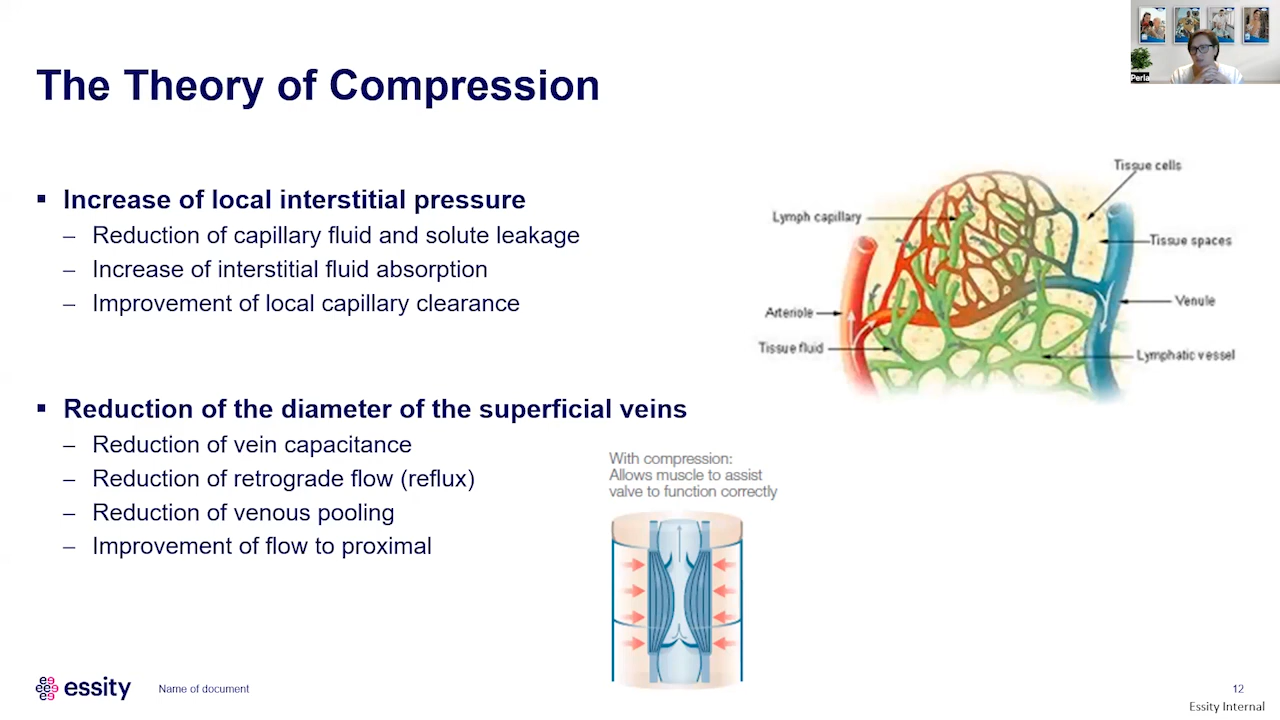 The Theory of Compression
Increase of local interstitial pressure
– Reduction of capillary fluid and solute leakage
– Increase of interstitial fluid absorption
– Improvement of local capillary clearance
Reduction of the diameter of the superficial veins
– Reduction of vein capacitance
– Reduction of retrograde flow (reflux)
– Reduction of venous pooling
– Improvement of flow to proximal
With compression:
Allows muscle to assist
valve to function correctly
Tissue cells
Lymph capillary
Tissue spaces
Arteriole
Venule
Tissue fluid
Lymphatic vessel
Perla
essity
Name of document
12
Essity Internal